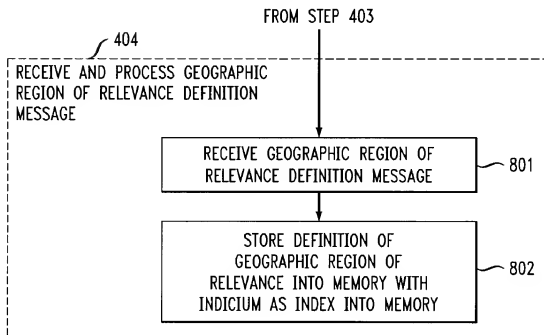 FROM STEP 403
404
RECEIVE AND PROCESS GEOGRAPHIC
REGION OF RELEVANCE DEFINITION
MESSAGE
RECEIVE GEOGRAPHIC REGION OF
RELEVANCE DEFINITION MESSAGE
801
STORE DEFINITION OF
GEOGRAPHIC REGION OF
RELEVANCE INTO MEMORY WITH
INDICIUM AS INDEX INTO MEMORY
802